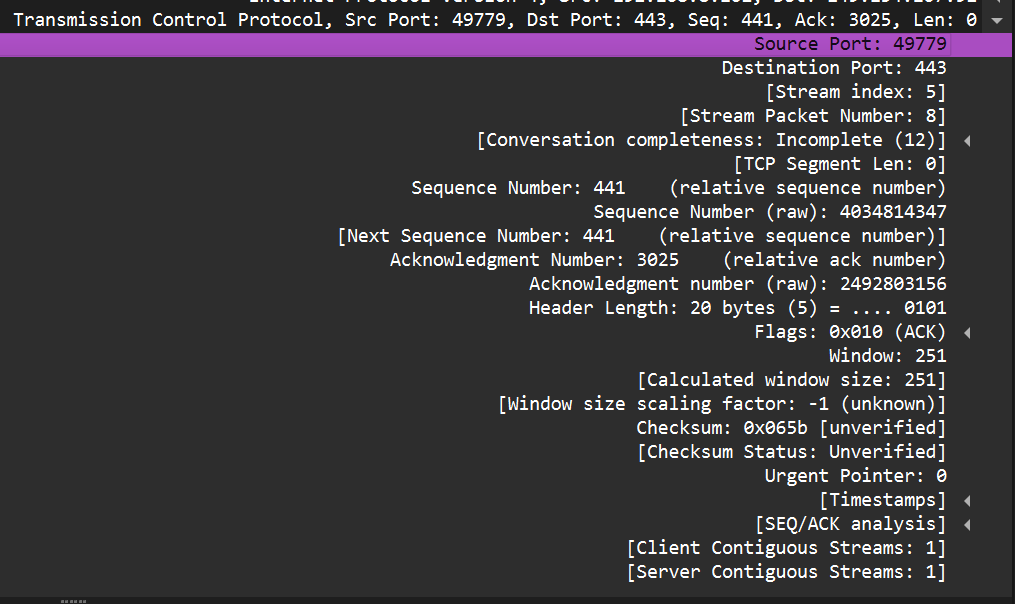 Transmission Control Protocol, Src Port: 49779, Dst Port: 443, Seq: 441, Ack: 3025, Len: 0
Source Port: 49779
Destination Port: 443
[Stream index: 5]
[Stream Packet Number: 8]
[Conversation completeness: Incomplete (12)]
[TCP Segment Len: 0]
Sequence Number: 441    (relative sequence number)
Sequence Number (raw): 4034814347
[Next Sequence Number: 441    (relative sequence number)]
Acknowledgment Number: 3025    (relative ack number)
Acknowledgment number (raw): 2492803156
Header Length: 20 bytes (5) = .... 0101
Flags: 0x010 (ACK)
Window: 251
[Calculated window size: 251]
[Window size scaling factor: -1 (unknown)]
Checksum: 0x065b [unverified]
[Checksum Status: Unverified]
Urgent Pointer: 0
[Timestamps]
[SEQ/ACK analysis]
[Client Contiguous Streams: 1]
[Server Contiguous Streams: 1]